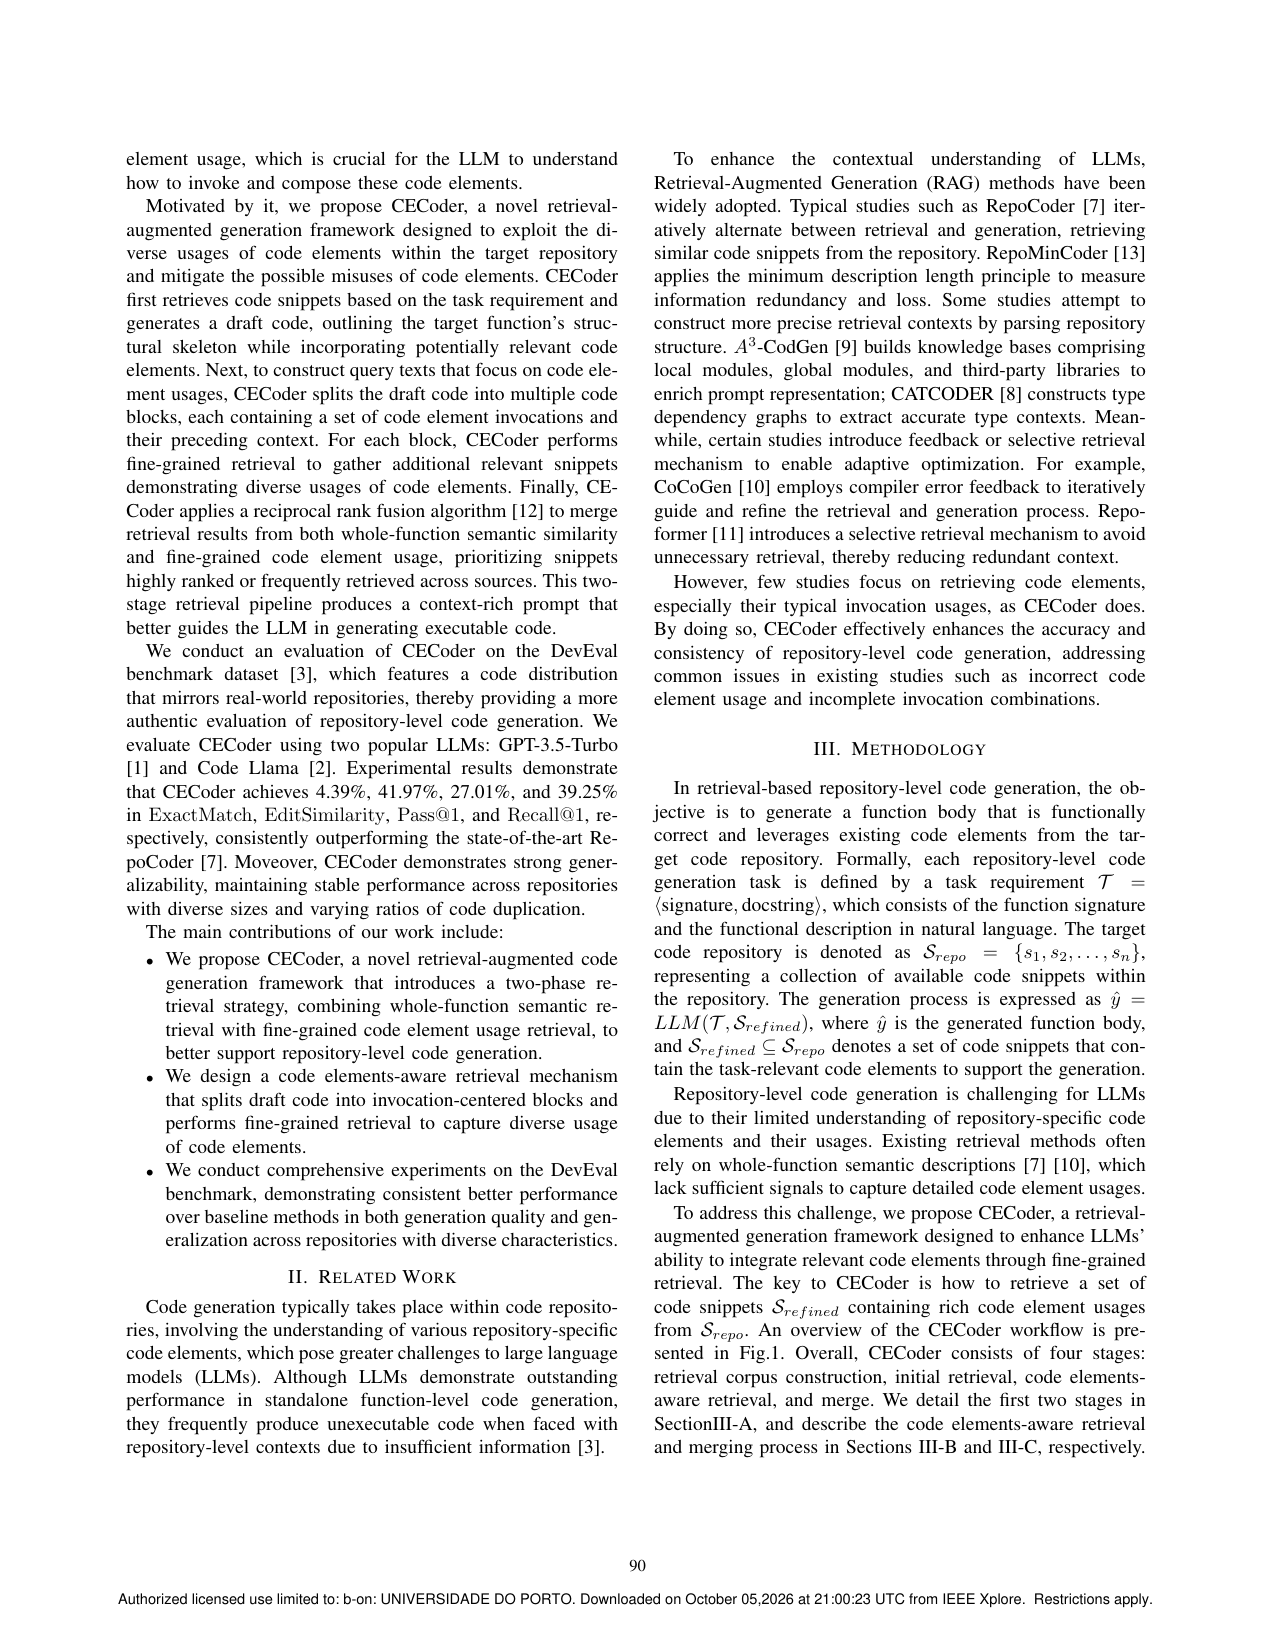 element usage, which is crucial for the LLM to understand
how to invoke and compose these code elements.
Motivated by it, we propose CECoder, a novel retrieval-
augmented generation framework designed to exploit the di-
verse usages of code elements within the target repository
and mitigate the possible misuses of code elements. CECoder
first retrieves code snippets based on the task requirement and
generates a draft code, outlining the target function's struc-
tural skeleton while incorporating potentially relevant code
elements. Next, to construct query texts that focus on code ele-
ment usages, CECoder splits the draft code into multiple code
blocks, each containing a set of code element invocations and
their preceding context. For each block, CECoder performs
fine-grained retrieval to gather additional relevant snippets
demonstrating diverse usages of code elements. Finally, CE-
Coder applies a reciprocal rank fusion algorithm [12] to merge
retrieval results from both whole-function semantic similarity
and fine-grained code element usage, prioritizing snippets
highly ranked or frequently retrieved across sources. This two-
stage retrieval pipeline produces a context-rich prompt that
better guides the LLM in generating executable code.
We conduct an evaluation of CECoder on the DevEval
benchmark dataset [3], which features a code distribution
that mirrors real-world repositories, thereby providing a more
authentic evaluation of repository-level code generation. We
evaluate CECoder using two popular LLMs: GPT-3.5-Turbo
[1] and Code Llama [2]. Experimental results demonstrate
that CECoder achieves 4.39%, 41.97%, 27.01%, and 39.25%
in ExactMatch, EditSimilarity, Pass@1, and Recall@1, re-
spectively, consistently outperforming the state-of-the-art Re-
poCoder [7]. Moveover, CECoder demonstrates strong gener-
alizability, maintaining stable performance across repositories
with diverse sizes and varying ratios of code duplication.
The main contributions of our work include:
• We propose CECoder, a novel retrieval-augmented code
generation framework that introduces a two-phase re-
trieval strategy, combining whole-function semantic re-
trieval with fine-grained code element usage retrieval, to
better support repository-level code generation.
• We design a code elements-aware retrieval mechanism
that splits draft code into invocation-centered blocks and
performs fine-grained retrieval to capture diverse usage
of code elements.
• We conduct comprehensive experiments on the DevEval
benchmark, demonstrating consistent better performance
over baseline methods in both generation quality and gen-
eralization across repositories with diverse characteristics.
II. RELATED WORK
Code generation typically takes place within code reposito-
ries, involving the understanding of various repository-specific
code elements, which pose greater challenges to large language
models (LLMs). Although LLMs demonstrate outstanding
performance in standalone function-level code generation,
they frequently produce unexecutable code when faced with
repository-level contexts due to insufficient information [3].
To enhance the contextual understanding of LLMs,
Retrieval-Augmented Generation (RAG) methods have been
widely adopted. Typical studies such as RepoCoder [7] iter-
atively alternate between retrieval and generation, retrieving
similar code snippets from the repository. RepoMinCoder [13]
applies the minimum description length principle to measure
information redundancy and loss. Some studies attempt to
construct more precise retrieval contexts by parsing repository
structure. A³-CodGen [9] builds knowledge bases comprising
local modules, global modules, and third-party libraries to
enrich prompt representation; CATCODER [8] constructs type
dependency graphs to extract accurate type contexts. Mean-
while, certain studies introduce feedback or selective retrieval
mechanism to enable adaptive optimization. For example,
CoCoGen [10] employs compiler error feedback to iteratively
guide and refine the retrieval and generation process. Repo-
former [11] introduces a selective retrieval mechanism to avoid
unnecessary retrieval, thereby reducing redundant context.
However, few studies focus on retrieving code elements,
especially their typical invocation usages, as CECoder does.
By doing so, CECoder effectively enhances the accuracy and
consistency of repository-level code generation, addressing
common issues in existing studies such as incorrect code
element usage and incomplete invocation combinations.
III. METHODOLOGY
In retrieval-based repository-level code generation, the ob-
jective is to generate a function body that is functionally
correct and leverages existing code elements from the tar-
get code repository. Formally, each repository-level code
generation task is defined by a task requirement 𝒯 =
⟨signature, docstring⟩, which consists of the function signature
and the functional description in natural language. The target
code repository is denoted as 𝒮_repo = {s₁, s₂, . . . , sₙ},
representing a collection of available code snippets within
the repository. The generation process is expressed as ŷ =
LLM(𝒯, 𝒮_refined), where ŷ is the generated function body,
and 𝒮_refined ⊆ 𝒮_repo denotes a set of code snippets that con-
tain the task-relevant code elements to support the generation.
Repository-level code generation is challenging for LLMs
due to their limited understanding of repository-specific code
elements and their usages. Existing retrieval methods often
rely on whole-function semantic descriptions [7] [10], which
lack sufficient signals to capture detailed code element usages.
To address this challenge, we propose CECoder, a retrieval-
augmented generation framework designed to enhance LLMs'
ability to integrate relevant code elements through fine-grained
retrieval. The key to CECoder is how to retrieve a set of
code snippets 𝒮_refined containing rich code element usages
from 𝒮_repo. An overview of the CECoder workflow is pre-
sented in Fig.1. Overall, CECoder consists of four stages:
retrieval corpus construction, initial retrieval, code elements-
aware retrieval, and merge. We detail the first two stages in
SectionIII-A, and describe the code elements-aware retrieval
and merging process in Sections III-B and III-C, respectively.
90
Authorized licensed use limited to: b-on: UNIVERSIDADE DO PORTO. Downloaded on October 05,2026 at 21:00:23 UTC from IEEE Xplore. Restrictions apply.